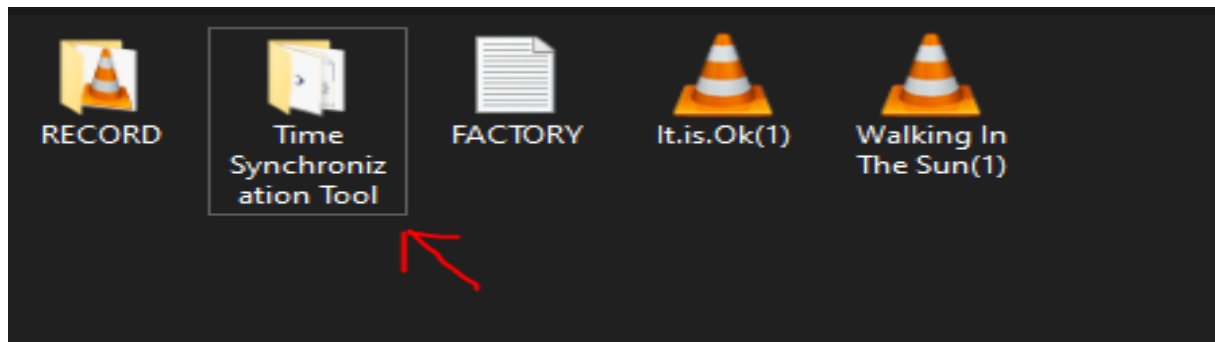 RECORD
Time
Synchroniz
ation Tool
FACTORY
It.is.Ok(1)
Walking In
The Sun(1)